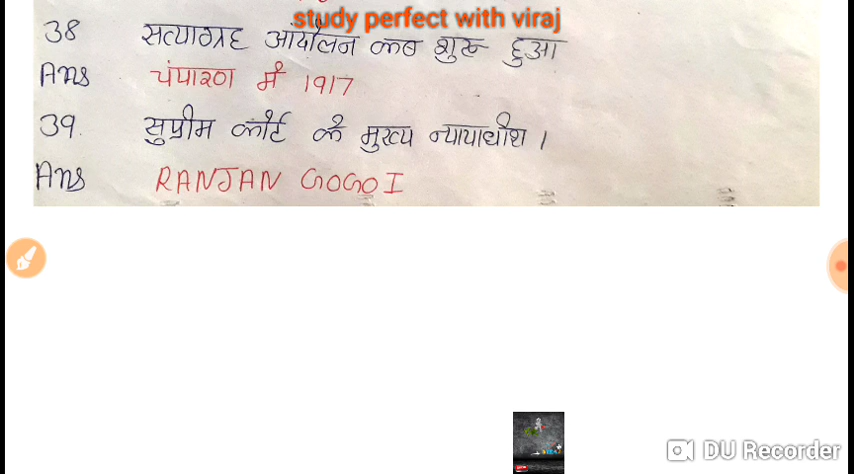 study perfect with viraj
38 सत्याग्रह आंदोलन कब शुरू हुआ
Ans चंपारण में 1917
39. सुप्रीम कोर्ट के मुख्य न्यायाधीश ।
Ans RANJAN GOGOI
DU Recorder